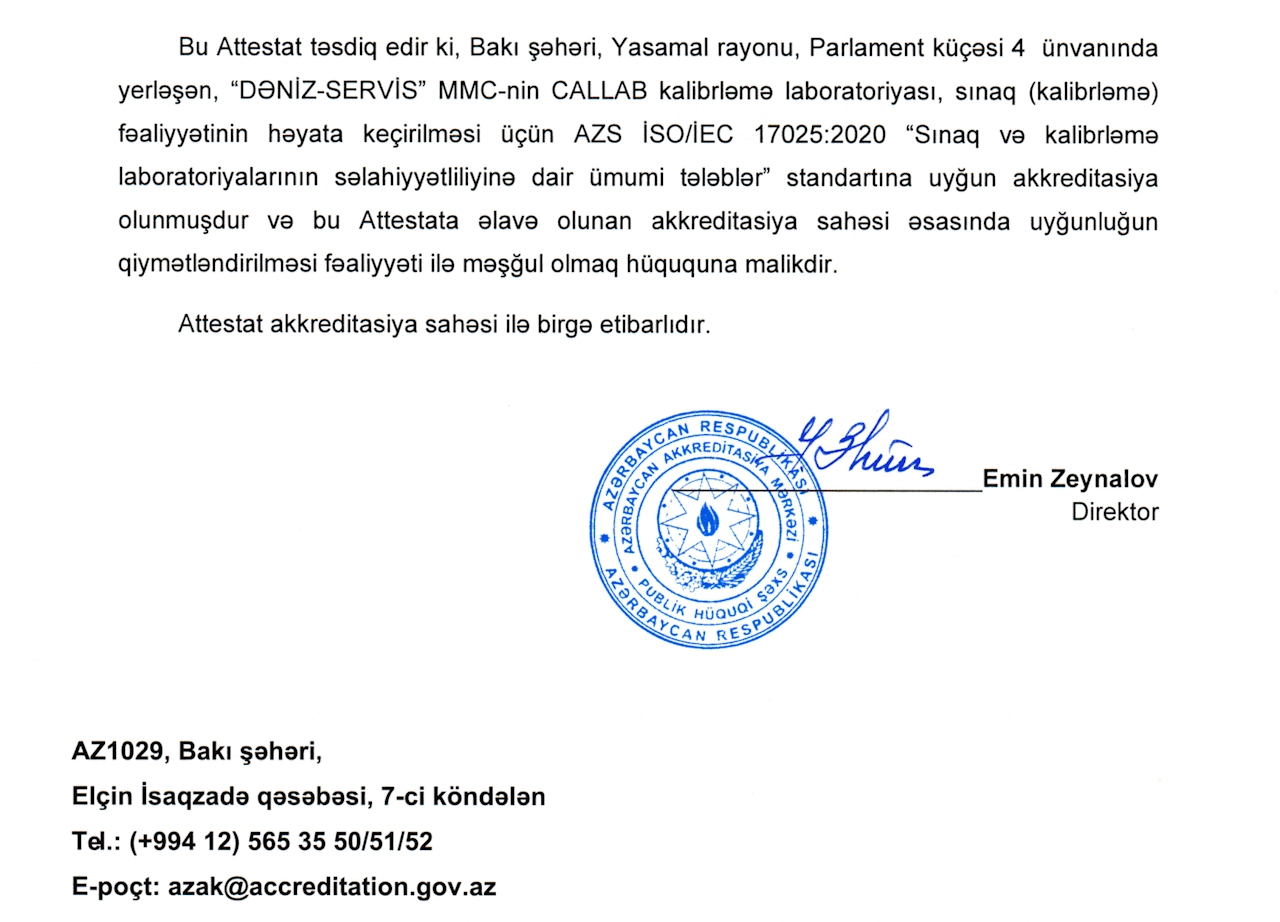 Bu Attestat təsdiq edir ki, Bakı şəhəri, Yasamal rayonu, Parlament küçəsi 4 ünvanında
yerləşən, “DƏNİZ-SERVİS” MMC-nin CALLAB kalibrləmə laboratoriyası, sınaq (kalibrləmə)
fəaliyyətinin həyata keçirilməsi üçün AZS İSO/İEC 17025:2020 “Sınaq və kalibrləmə
laboratoriyalarının səlahiyyətliliyinə dair ümumi tələblər” standartına uyğun akkreditasiya
olunmuşdur və bu Attestata əlavə olunan akkreditasiya sahəsi əsasında uyğunluğun
qiymətləndirilməsi fəaliyyəti ilə məşğul olmaq hüququna malikdir.
Attestat akkreditasiya sahəsi ilə birgə etibarlıdır.
AZƏRBAYCAN RESPUBLİKASI
AZƏRBAYCAN AKKREDİTASİYA MƏRKƏZİ
PUBLİK HÜQUQİ ŞƏXS
AZƏRBAYCAN RESPUBLİKASI
Emin Zeynalov
Direktor
AZ1029, Bakı şəhəri,
Elçin İsaqzadə qəsəbəsi, 7-ci köndələn
Tel.: (+994 12) 565 35 50/51/52
E-poçt: azak@accreditation.gov.az